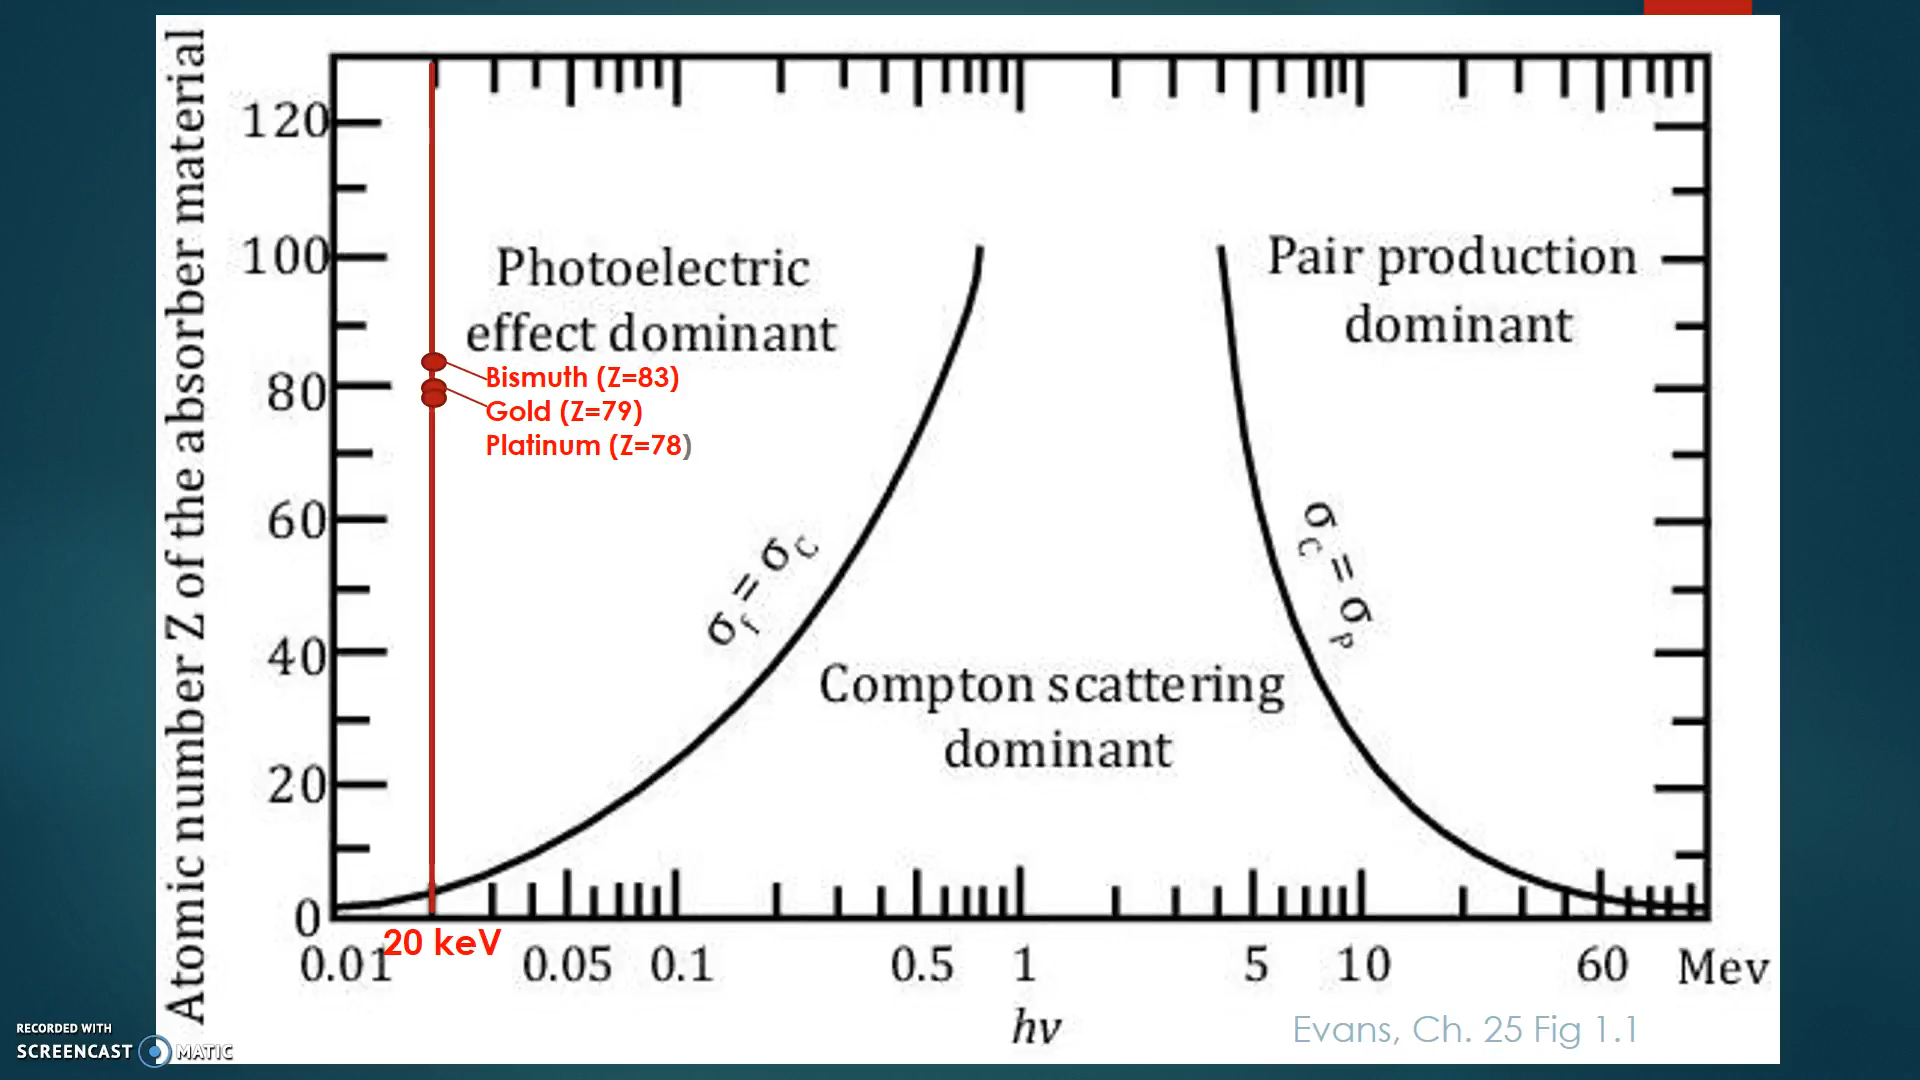 Atomic number Z of the absorber material
120
100
80
60
40
20
0
Photoelectric
effect dominant
Bismuth (Z=83)
Gold (Z=79)
Platinum (Z=78)
σf = σC
Compton scattering
dominant
σC = σP
Pair production
dominant
20 keV
0.01 0.05 0.1 0.5 1 5 10 60 Mev
hν
Evans, Ch. 25 Fig 1.1
RECORDED WITH
SCREENCAST MATIC